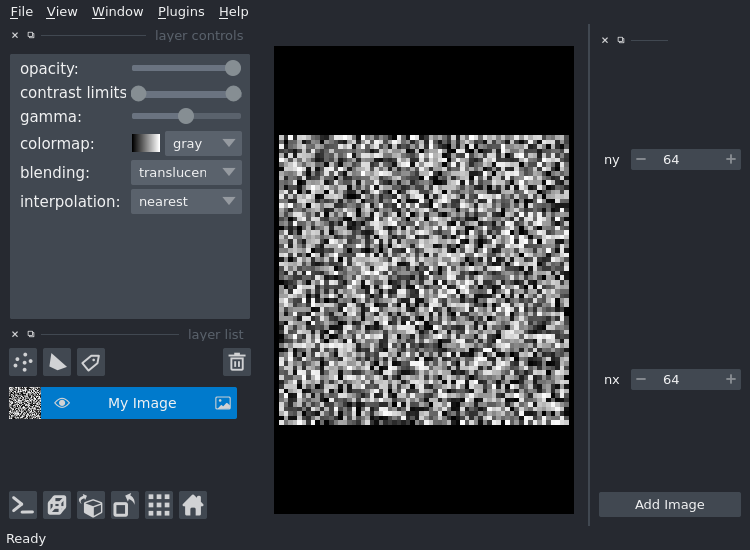 File View Window Plugins Help
layer controls
opacity:
contrast limits
gamma:
colormap: gray
blending: translucen
interpolation: nearest
layer list
My Image
ny 64
nx 64
Add Image
Ready